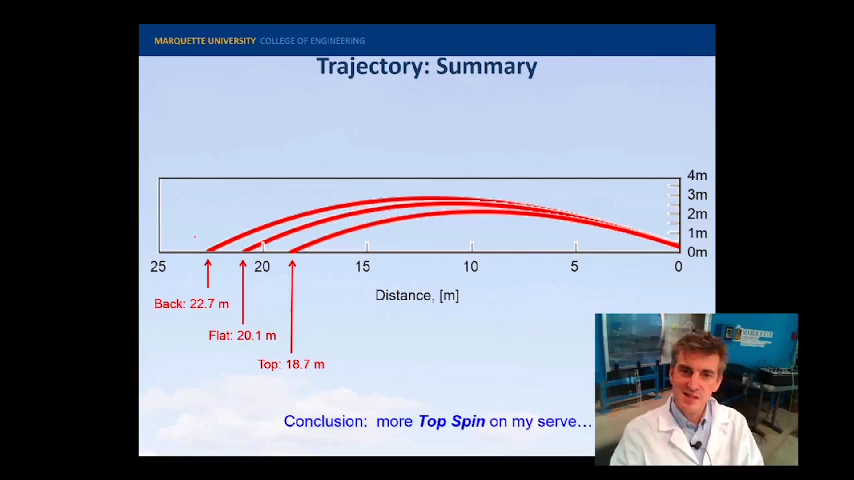 MARQUETTE UNIVERSITY COLLEGE OF ENGINEERING
Trajectory: Summary
4m
3m
2m
1m
0m
25 20 15 10 5 0
Distance, [m]
Back: 22.7 m
Flat: 20.1 m
Top: 18.7 m
Conclusion: more Top Spin on my serve…